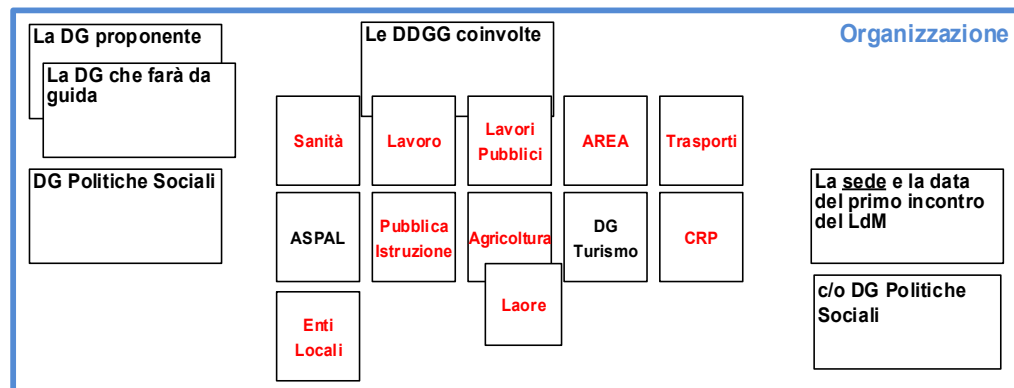 La DG proponente
La DG che farà da
guida
DG Politiche Sociali
Le DDGG coinvolte
Organizzazione
Sanità
Lavoro
Lavori
Pubblici
AREA
Trasporti
ASPAL
Pubblica
Istruzione
Agricoltura
DG
Turismo
CRP
Laore
Enti
Locali
La sede e la data
del primo incontro
del LdM
c/o DG Politiche
Sociali